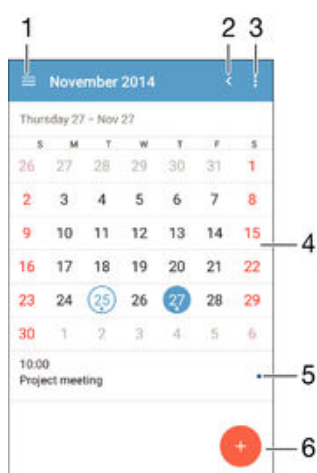 1 2 3
November 2014
Thursday 27 – Nov 27
S M T W T F S
26 27 28 29 30 31 1
2 3 4 5 6 7 8
9 10 11 12 13 14 15
4
16 17 18 19 20 21 22
23 24 25 26 27 28 29
30 1 2 3 4 5 6
10:00
Project meeting
5
+
6